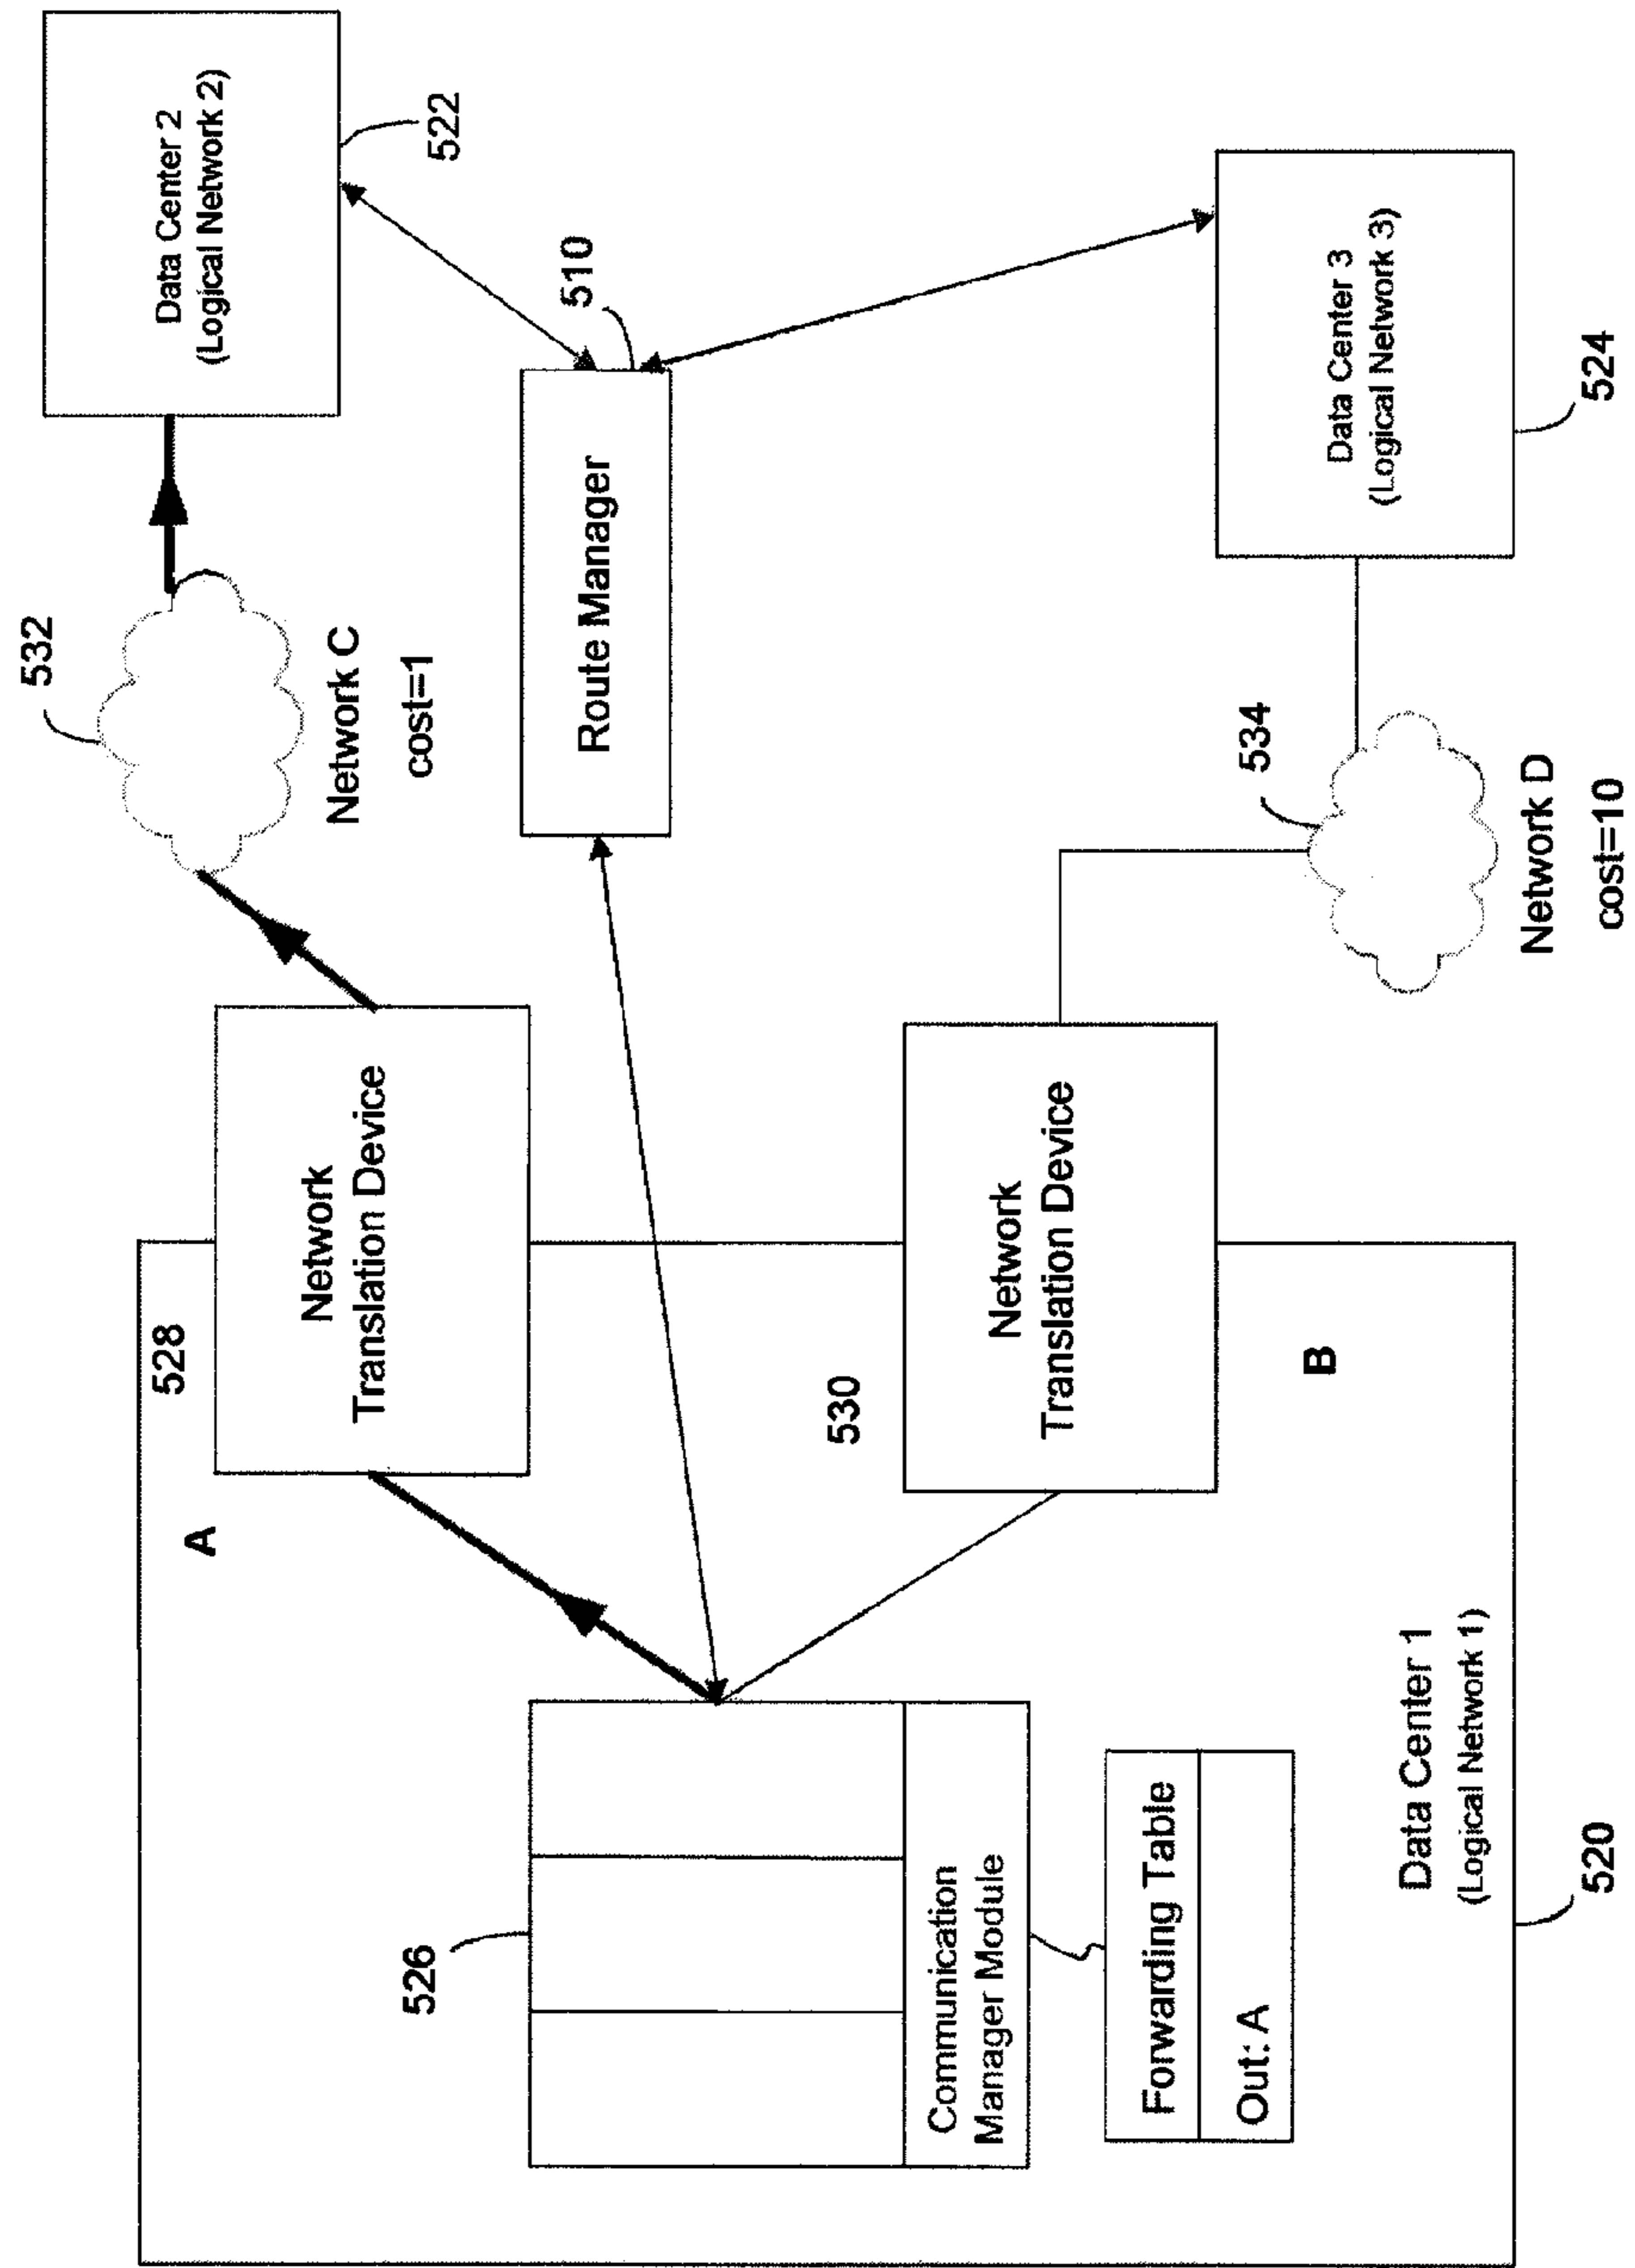 532
Network C
cost=1
Data Center 2
(Logical Network 2)
522
528
A
Network
Translation Device
526
Communication
Manager Module
Forwarding Table
Out: A
Route Manager
510
530
Network
Translation Device
B
534
Network D
cost=10
Data Center 3
(Logical Network 3)
524
Data Center 1
(Logical Network 1)
520